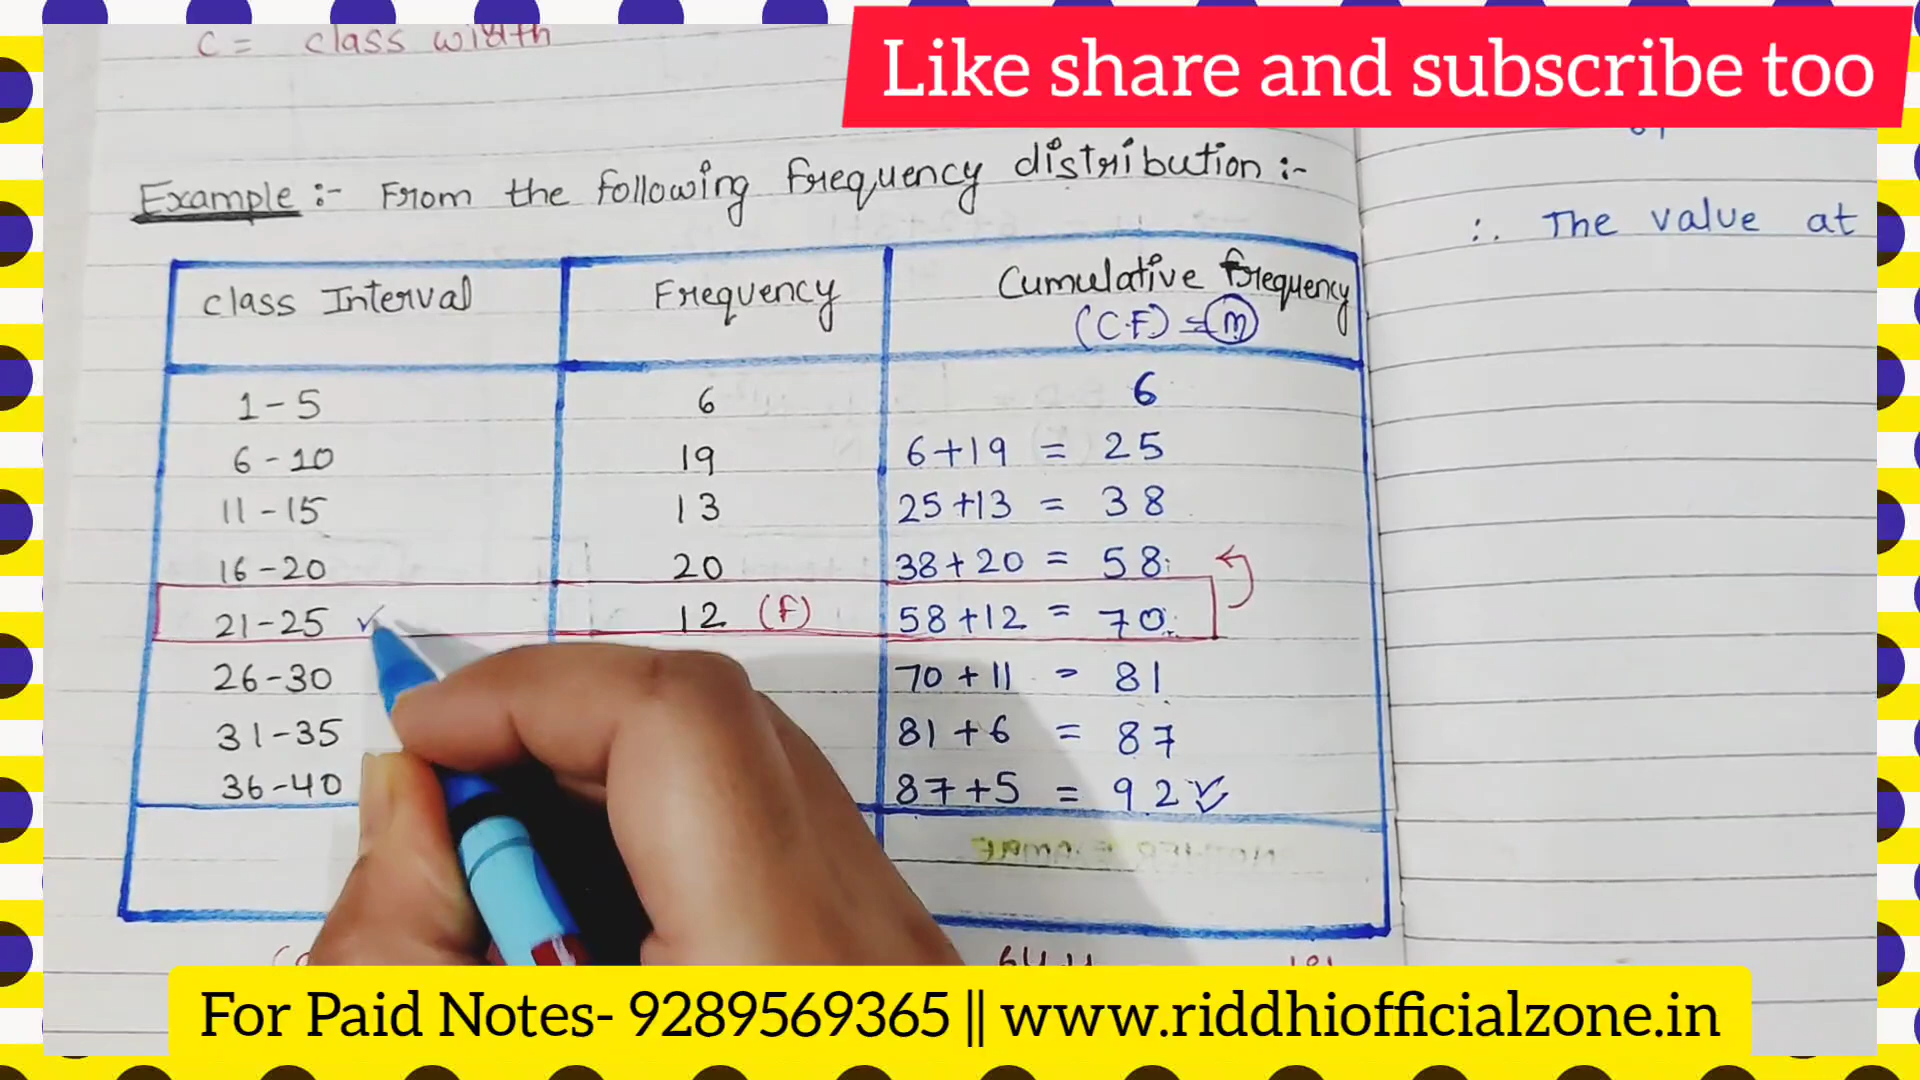 C = class width
Like share and subscribe too
Example :- From the following frequency distribution :-
∴ The value at
Class Interval Frequency Cumulative frequency
(C.F) = m
1-5 6 6
6-10 19 6+19 = 25
11-15 13 25+13 = 38
16-20 20 38+20 = 58
21-25 ✓ 12 (F) 58+12 = 70
26-30 70+11 = 81
31-35 81+6 = 87
36-40 87+5 = 92
For Paid Notes- 9289569365 || www.riddhiofficialzone.in